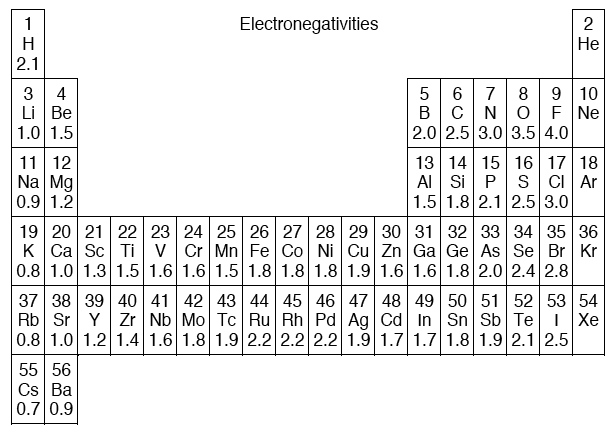 Electronegativities
1 2
H He
2.1
3 4 5 6 7 8 9 10
Li Be B C N O F Ne
1.0 1.5 2.0 2.5 3.0 3.5 4.0
11 12 13 14 15 16 17 18
Na Mg Al Si P S Cl Ar
0.9 1.2 1.5 1.8 2.1 2.5 3.0
19 20 21 22 23 24 25 26 27 28 29 30 31 32 33 34 35 36
K Ca Sc Ti V Cr Mn Fe Co Ni Cu Zn Ga Ge As Se Br Kr
0.8 1.0 1.3 1.5 1.6 1.6 1.5 1.8 1.8 1.8 1.9 1.6 1.6 1.8 2.0 2.4 2.8
37 38 39 40 41 42 43 44 45 46 47 48 49 50 51 52 53 54
Rb Sr Y Zr Nb Mo Tc Ru Rh Pd Ag Cd In Sn Sb Te I Xe
0.8 1.0 1.2 1.4 1.6 1.8 1.9 2.2 2.2 2.2 1.9 1.7 1.7 1.8 1.9 2.1 2.5
55 56
Cs Ba
0.7 0.9